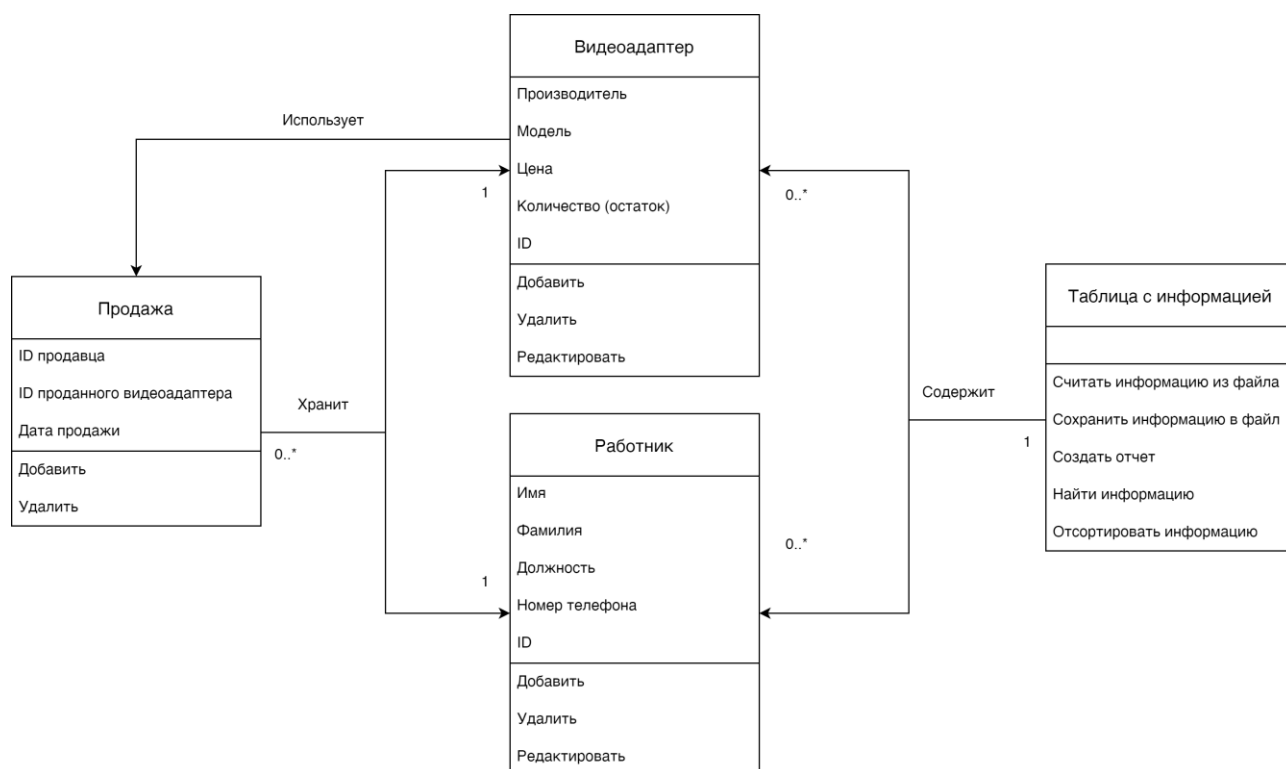 Видеоадаптер
Производитель
Модель
Цена
Количество (остаток)
ID
Добавить
Удалить
Редактировать
Использует
1
0..*
Продажа
ID продавца
ID проданного видеоадаптера
Дата продажи
Добавить
Удалить
Хранит
0..*
Работник
Имя
Фамилия
Должность
Номер телефона
ID
Добавить
Удалить
Редактировать
1
0..*
Содержит
1
Таблица с информацией
Считать информацию из файла
Сохранить информацию в файл
Создать отчет
Найти информацию
Отсортировать информацию